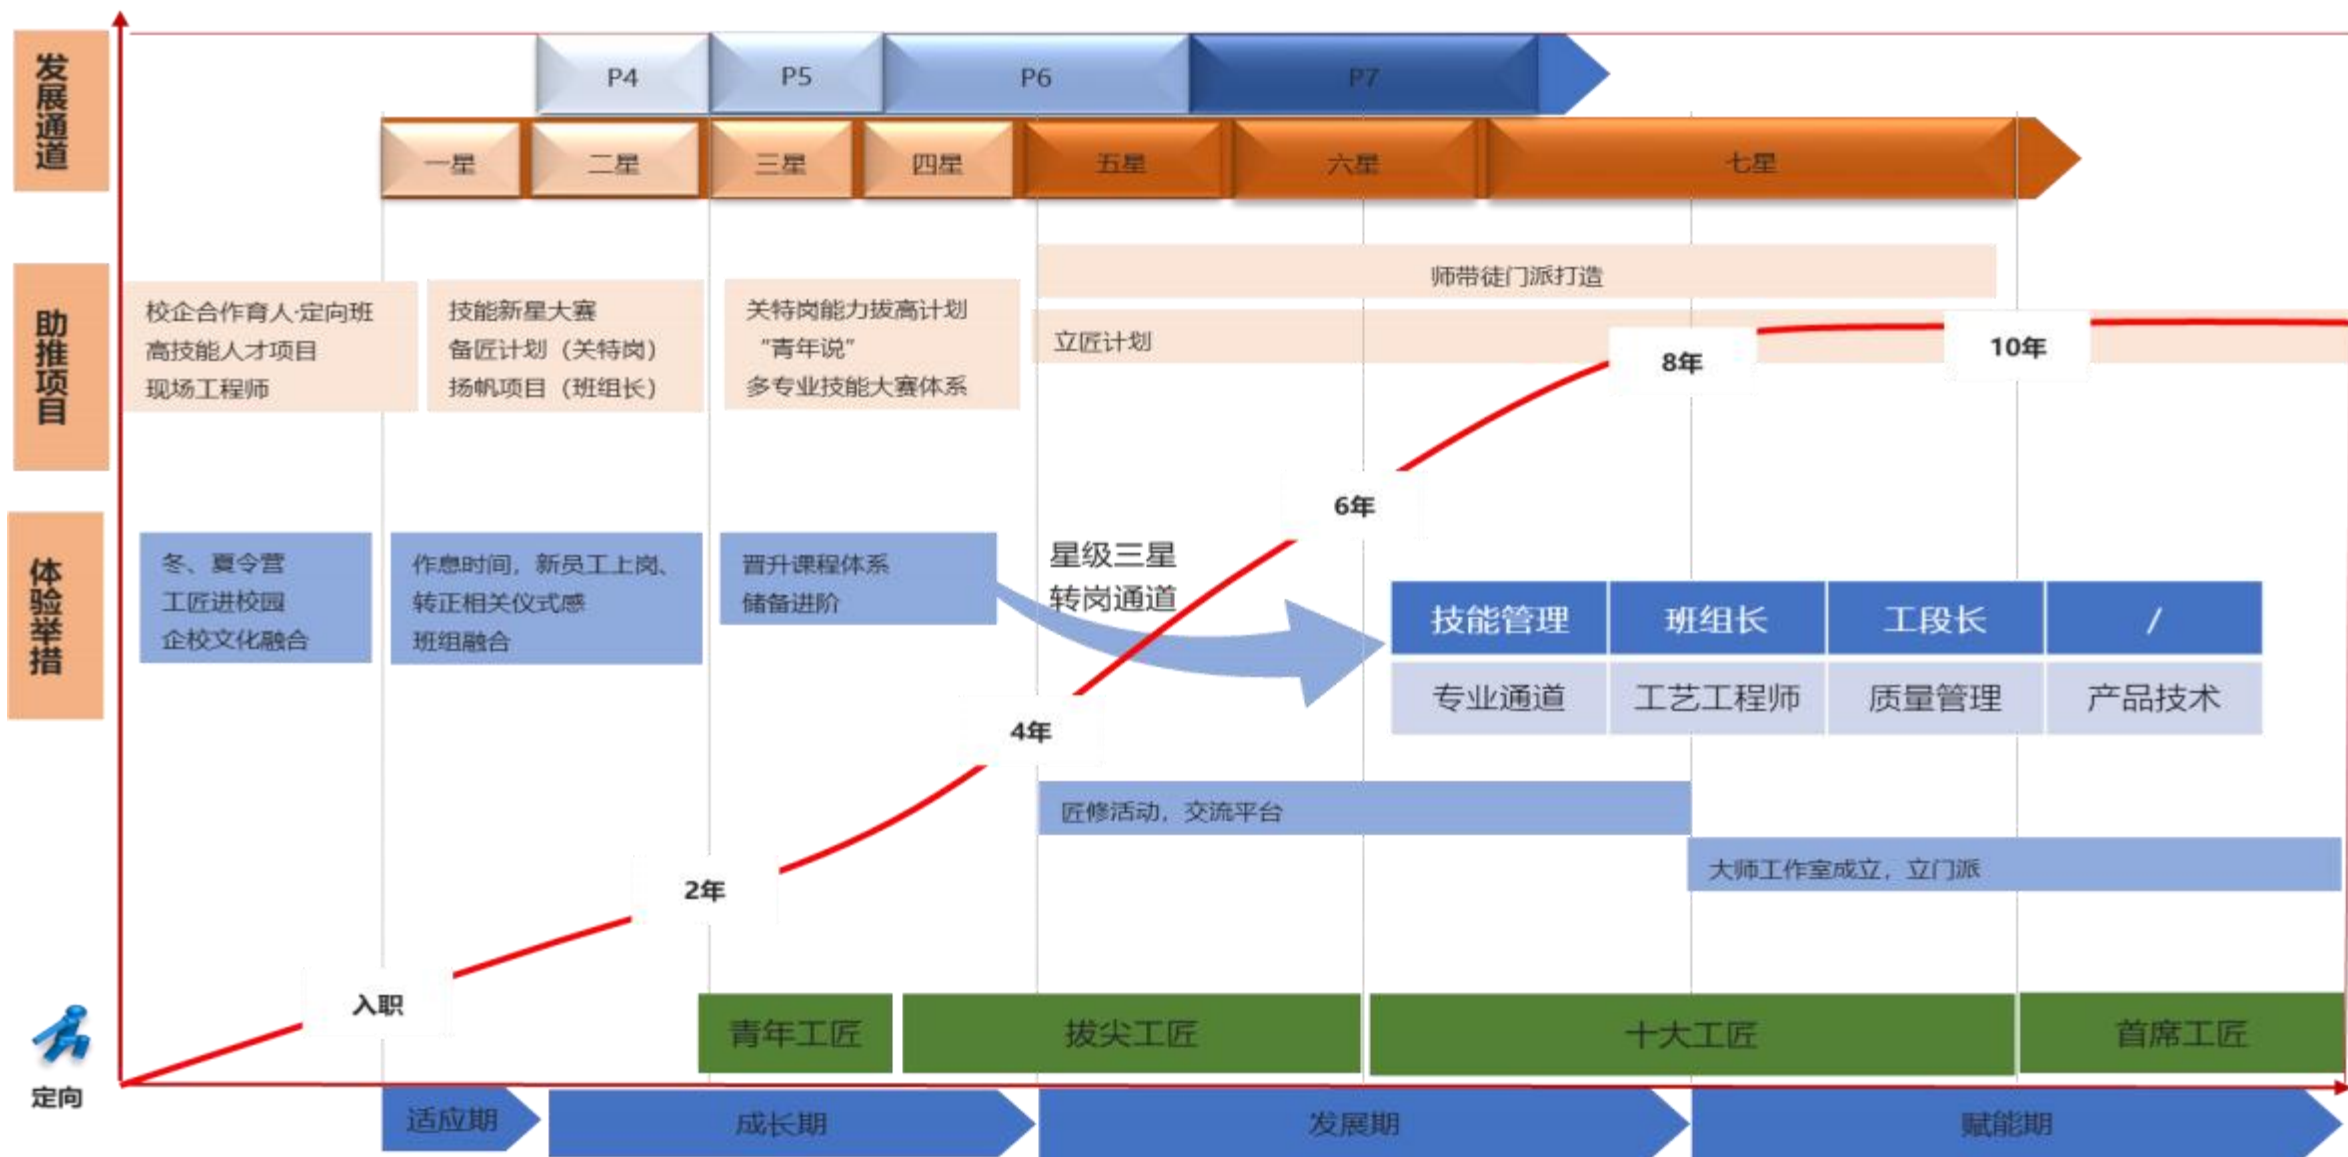 发展通道
P4
P5
P6
P7
一星
二星
三星
四星
五星
六星
七星
助推项目
校企合作育人·定向班
高技能人才项目
现场工程师
技能新星大赛
备匠计划（关特岗）
扬帆项目（班组长）
关特岗能力拔高计划
“青年说”
多专业技能大赛体系
师带徒门派打造
立匠计划
8年
10年
6年
体验举措
冬、夏令营
工匠进校园
企校文化融合
作息时间，新员工上岗、
转正相关仪式感
班组融合
晋升课程体系
储备进阶
星级三星
转岗通道
技能管理
班组长
工段长
/
专业通道
工艺工程师
质量管理
产品技术
4年
匠修活动，交流平台
大师工作室成立，立门派
2年
入职
青年工匠
拔尖工匠
十大工匠
首席工匠
定向
适应期
成长期
发展期
赋能期